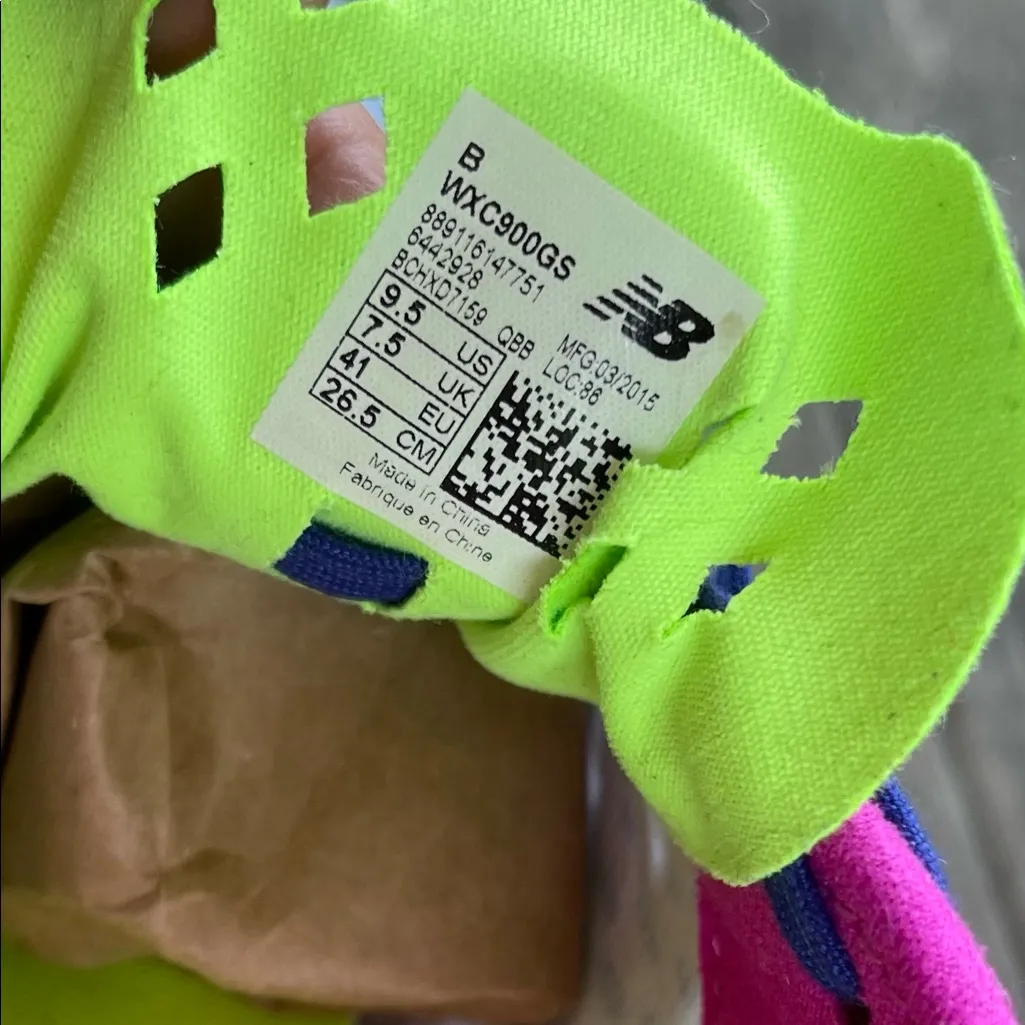 B
WXC900GS
889116147751
6442928
BCHXD7159 QBB
NB
MFG:03/2015
LOC:86
9.5 US
7.5 UK
41 EU
26.5 CM
Made in China
Fabrique en Chine